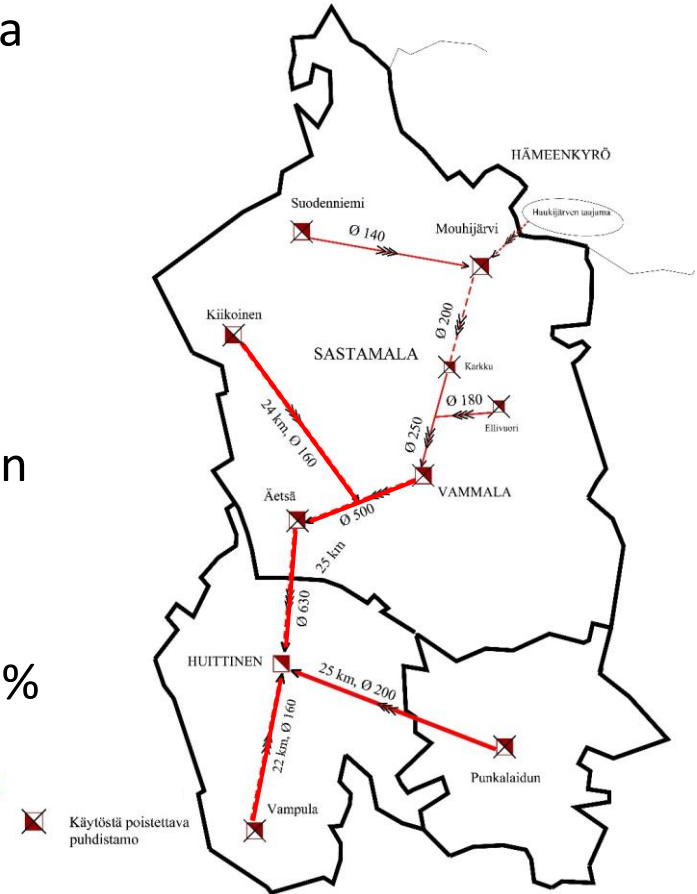 a
HÄMEENKYRÖ
Haukijärven taajama
Suodenniemi
Mouhijärvi
Ø 140
Kiikoinen
Ø 200
SASTAMALA
Karkku
Ø 180
Ellivuori
24 km, Ø 160
Ø 250
n
VAMMALA
Äetsä
Ø 500
25 km
Ø 630
HUITTINEN
25 km, Ø 200
%
22 km, Ø 160
Punkalaidun
Vampula
Käytöstä poistettava
puhdistamo